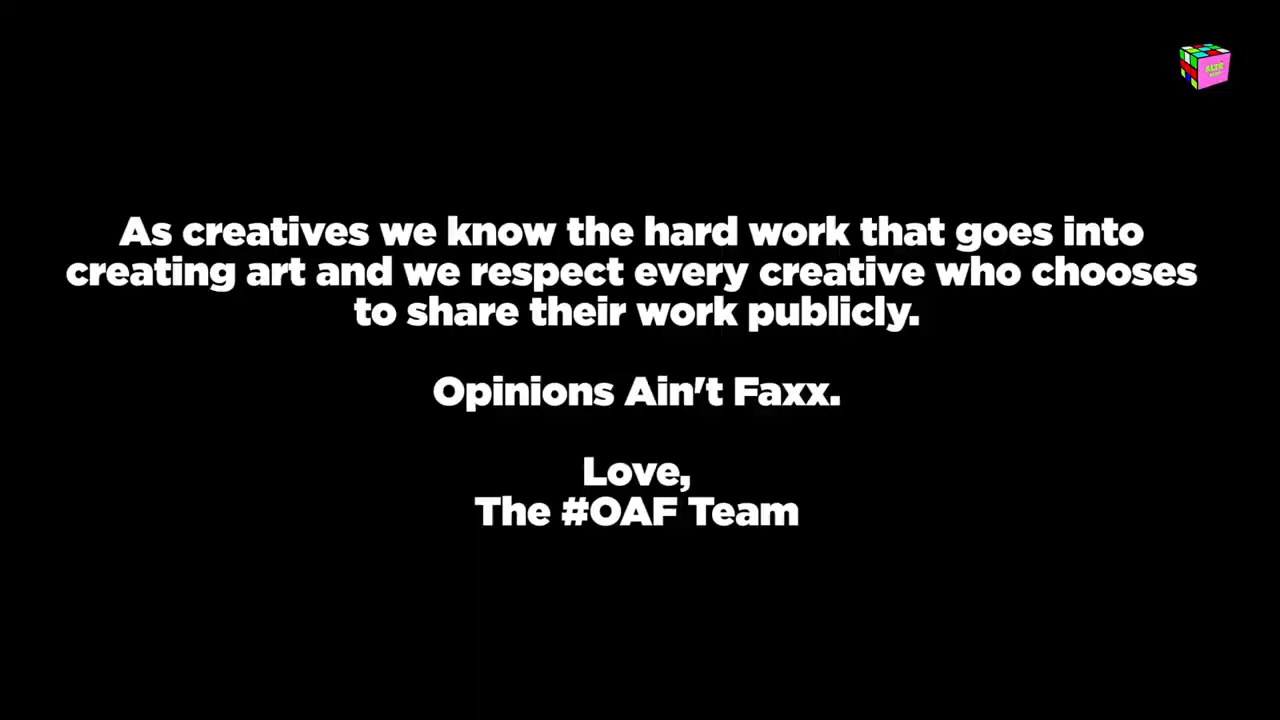 As creatives we know the hard work that goes into
creating art and we respect every creative who chooses
to share their work publicly.
Opinions Ain't Faxx.
Love,
The #OAF Team